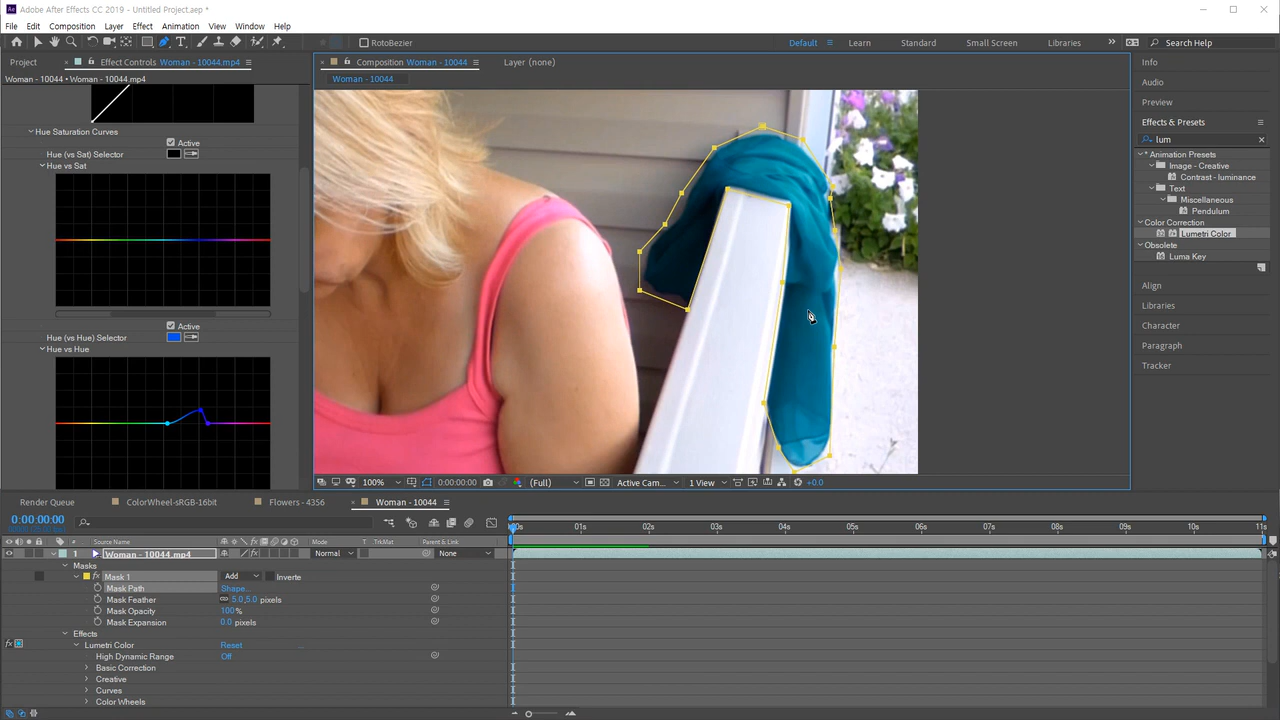 Adobe After Effects CC 2019 - Untitled Project.aep *
File Edit Composition Layer Effect Animation View Window Help
RotoBezier
Default Learn Standard Small Screen Libraries Search Help
Project Effect Controls Woman - 10044.mp4 Composition Woman - 10044 Layer (none)
Woman - 10044 • Woman - 10044.mp4
Woman - 10044
Hue Saturation Curves
Active
Hue (vs Sat) Selector
Hue vs Sat
Active
Hue (vs Hue) Selector
Hue vs Hue
100% 0:00:00:00 (Full) Active Cam... 1 View +0.0
Info
Audio
Preview
Effects & Presets
lum
* Animation Presets
Image - Creative
Contrast - luminance
Text
Miscellaneous
Pendulum
Color Correction
Lumetri Color
Obsolete
Luma Key
Align
Libraries
Character
Paragraph
Tracker
Render Queue ColorWheel-sRGB-16bit Flowers - 4356 Woman - 10044
0:00:00:00
Source Name Mode T TrkMat Parent & Link
1 Woman - 10044.mp4 Normal None
Masks
Mask 1 Add Inverte
Mask Path Shape...
Mask Feather 5.0,5.0 pixels
Mask Opacity 100%
Mask Expansion 0.0 pixels
Effects
Lumetri Color Reset ...
High Dynamic Range Off
Basic Correction
Creative
Curves
Color Wheels
01s 02s 03s 04s 05s 06s 07s 08s 09s 10s 11s